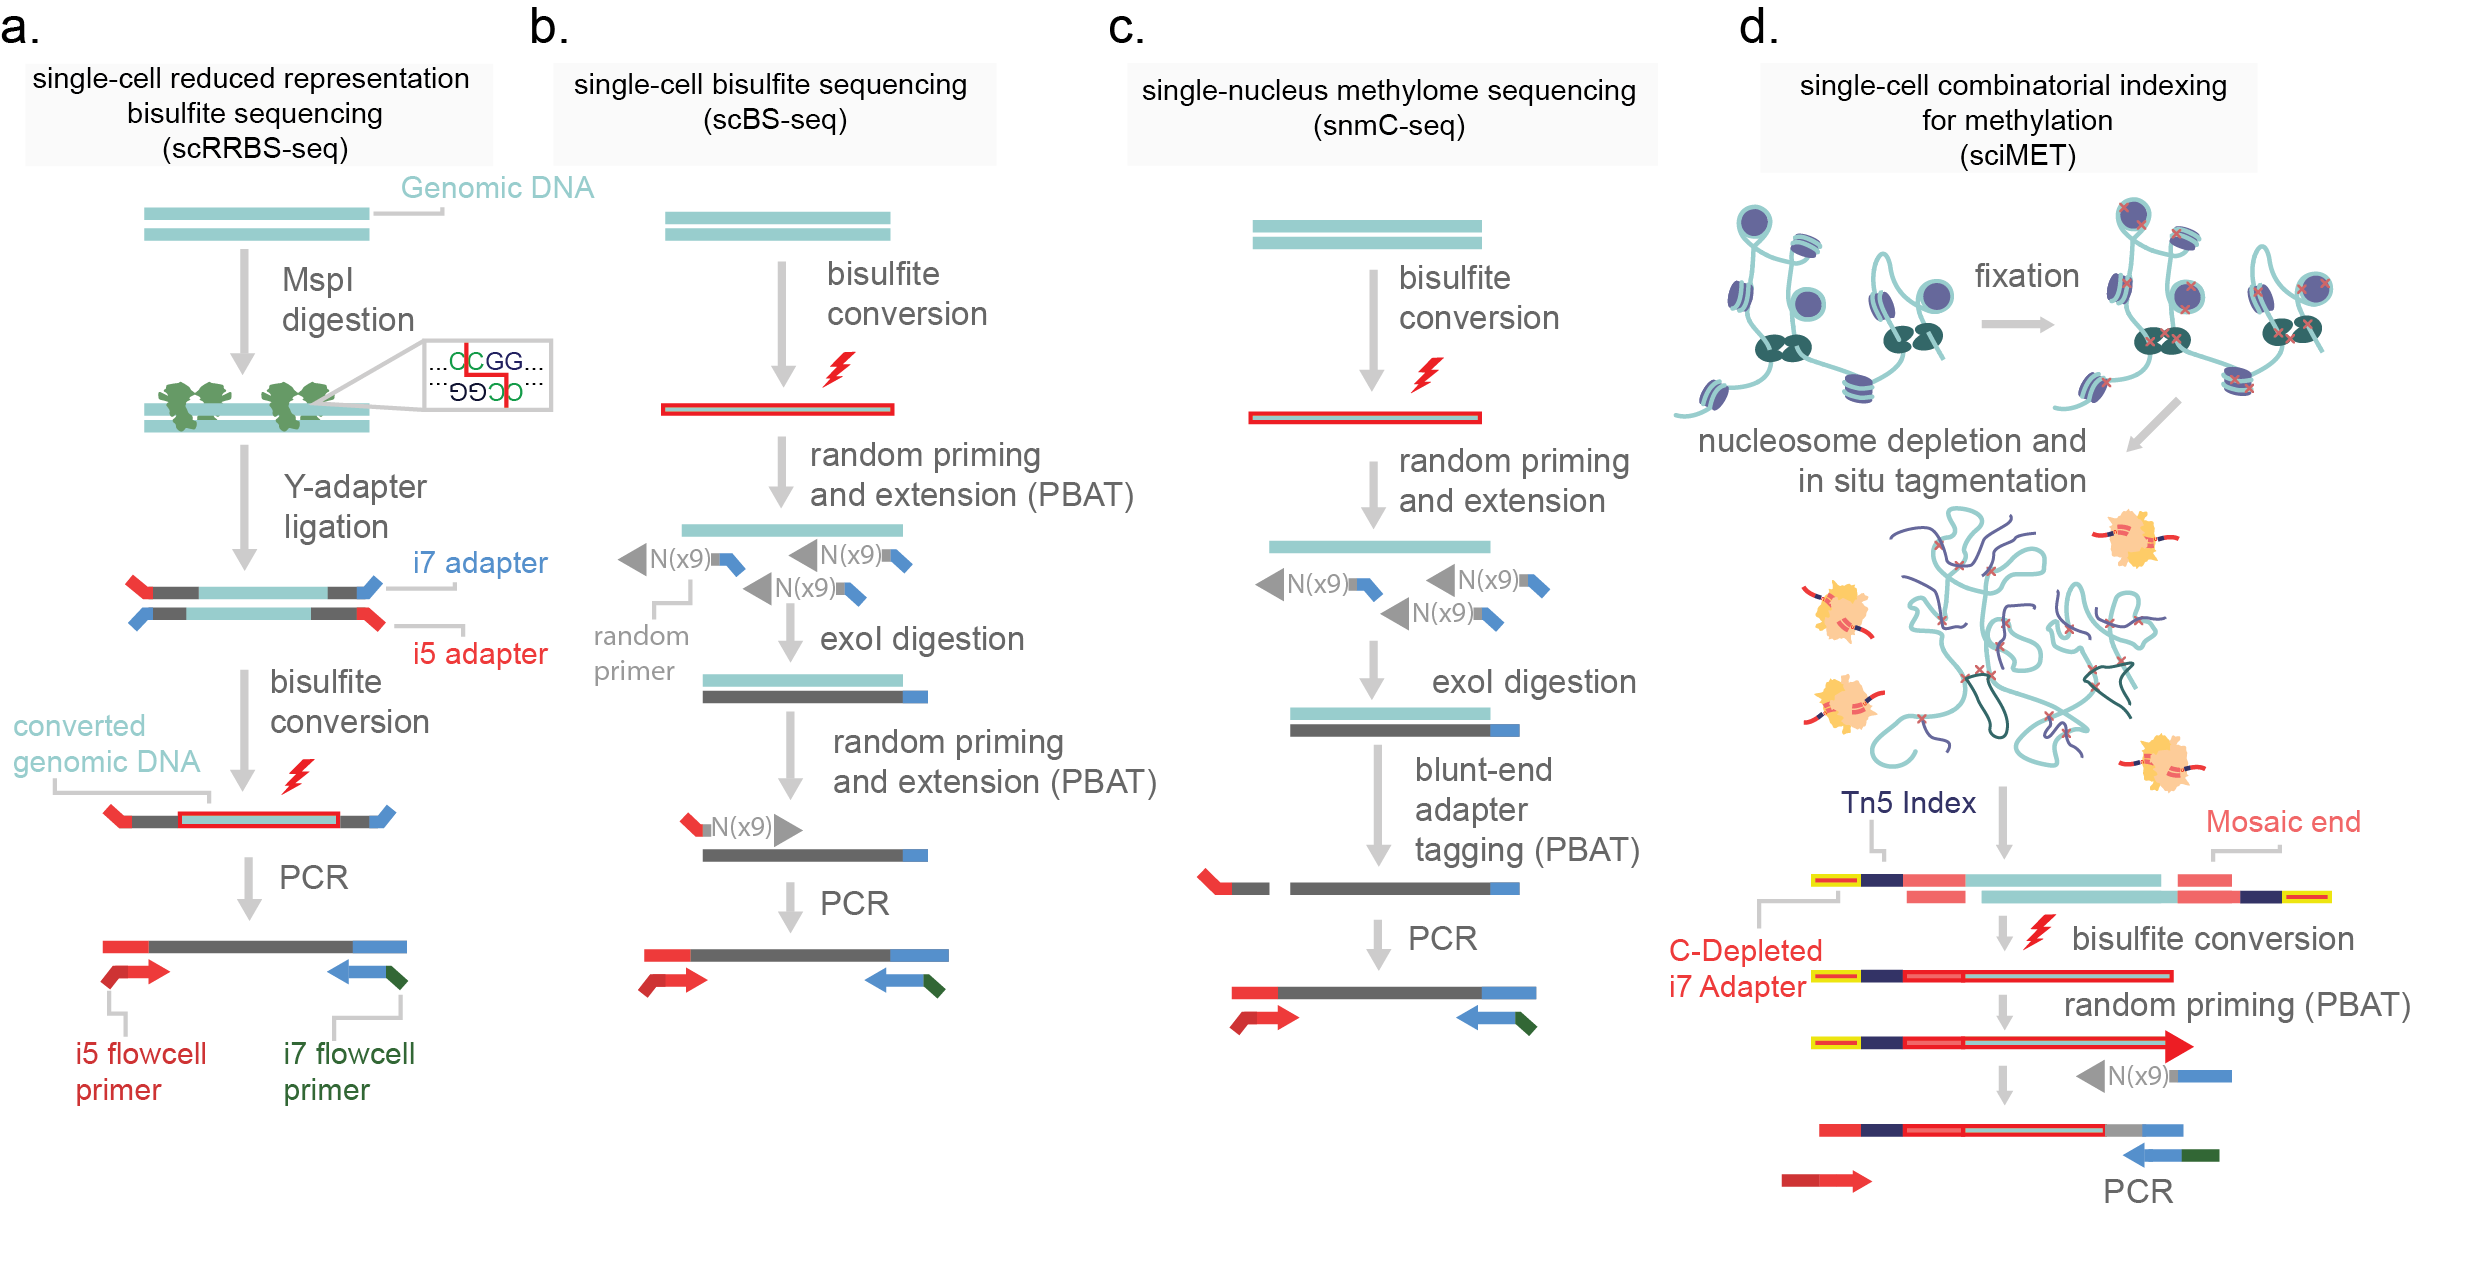 a.
single-cell reduced representation
bisulfite sequencing
(scRRBS-seq)
Genomic DNA
MspI
digestion
...CCGG...
...GGCC...
Y-adapter
ligation
i7 adapter
i5 adapter
bisulfite
conversion
converted
genomic DNA
PCR
i5 flowcell
primer
i7 flowcell
primer
b.
single-cell bisulfite sequencing
(scBS-seq)
bisulfite
conversion
random priming
and extension (PBAT)
N(x9)
N(x9)
N(x9)
random
primer
exoI digestion
random priming
and extension (PBAT)
N(x9)
PCR
c.
single-nucleus methylome sequencing
(snmC-seq)
bisulfite
conversion
random priming
and extension
N(x9)
N(x9)
N(x9)
exoI digestion
blunt-end
adapter
tagging (PBAT)
PCR
d.
single-cell combinatorial indexing
for methylation
(sciMET)
fixation
nucleosome depletion and
in situ tagmentation
Tn5 Index
Mosaic end
C-Depleted
i7 Adapter
bisulfite conversion
random priming (PBAT)
N(x9)
PCR